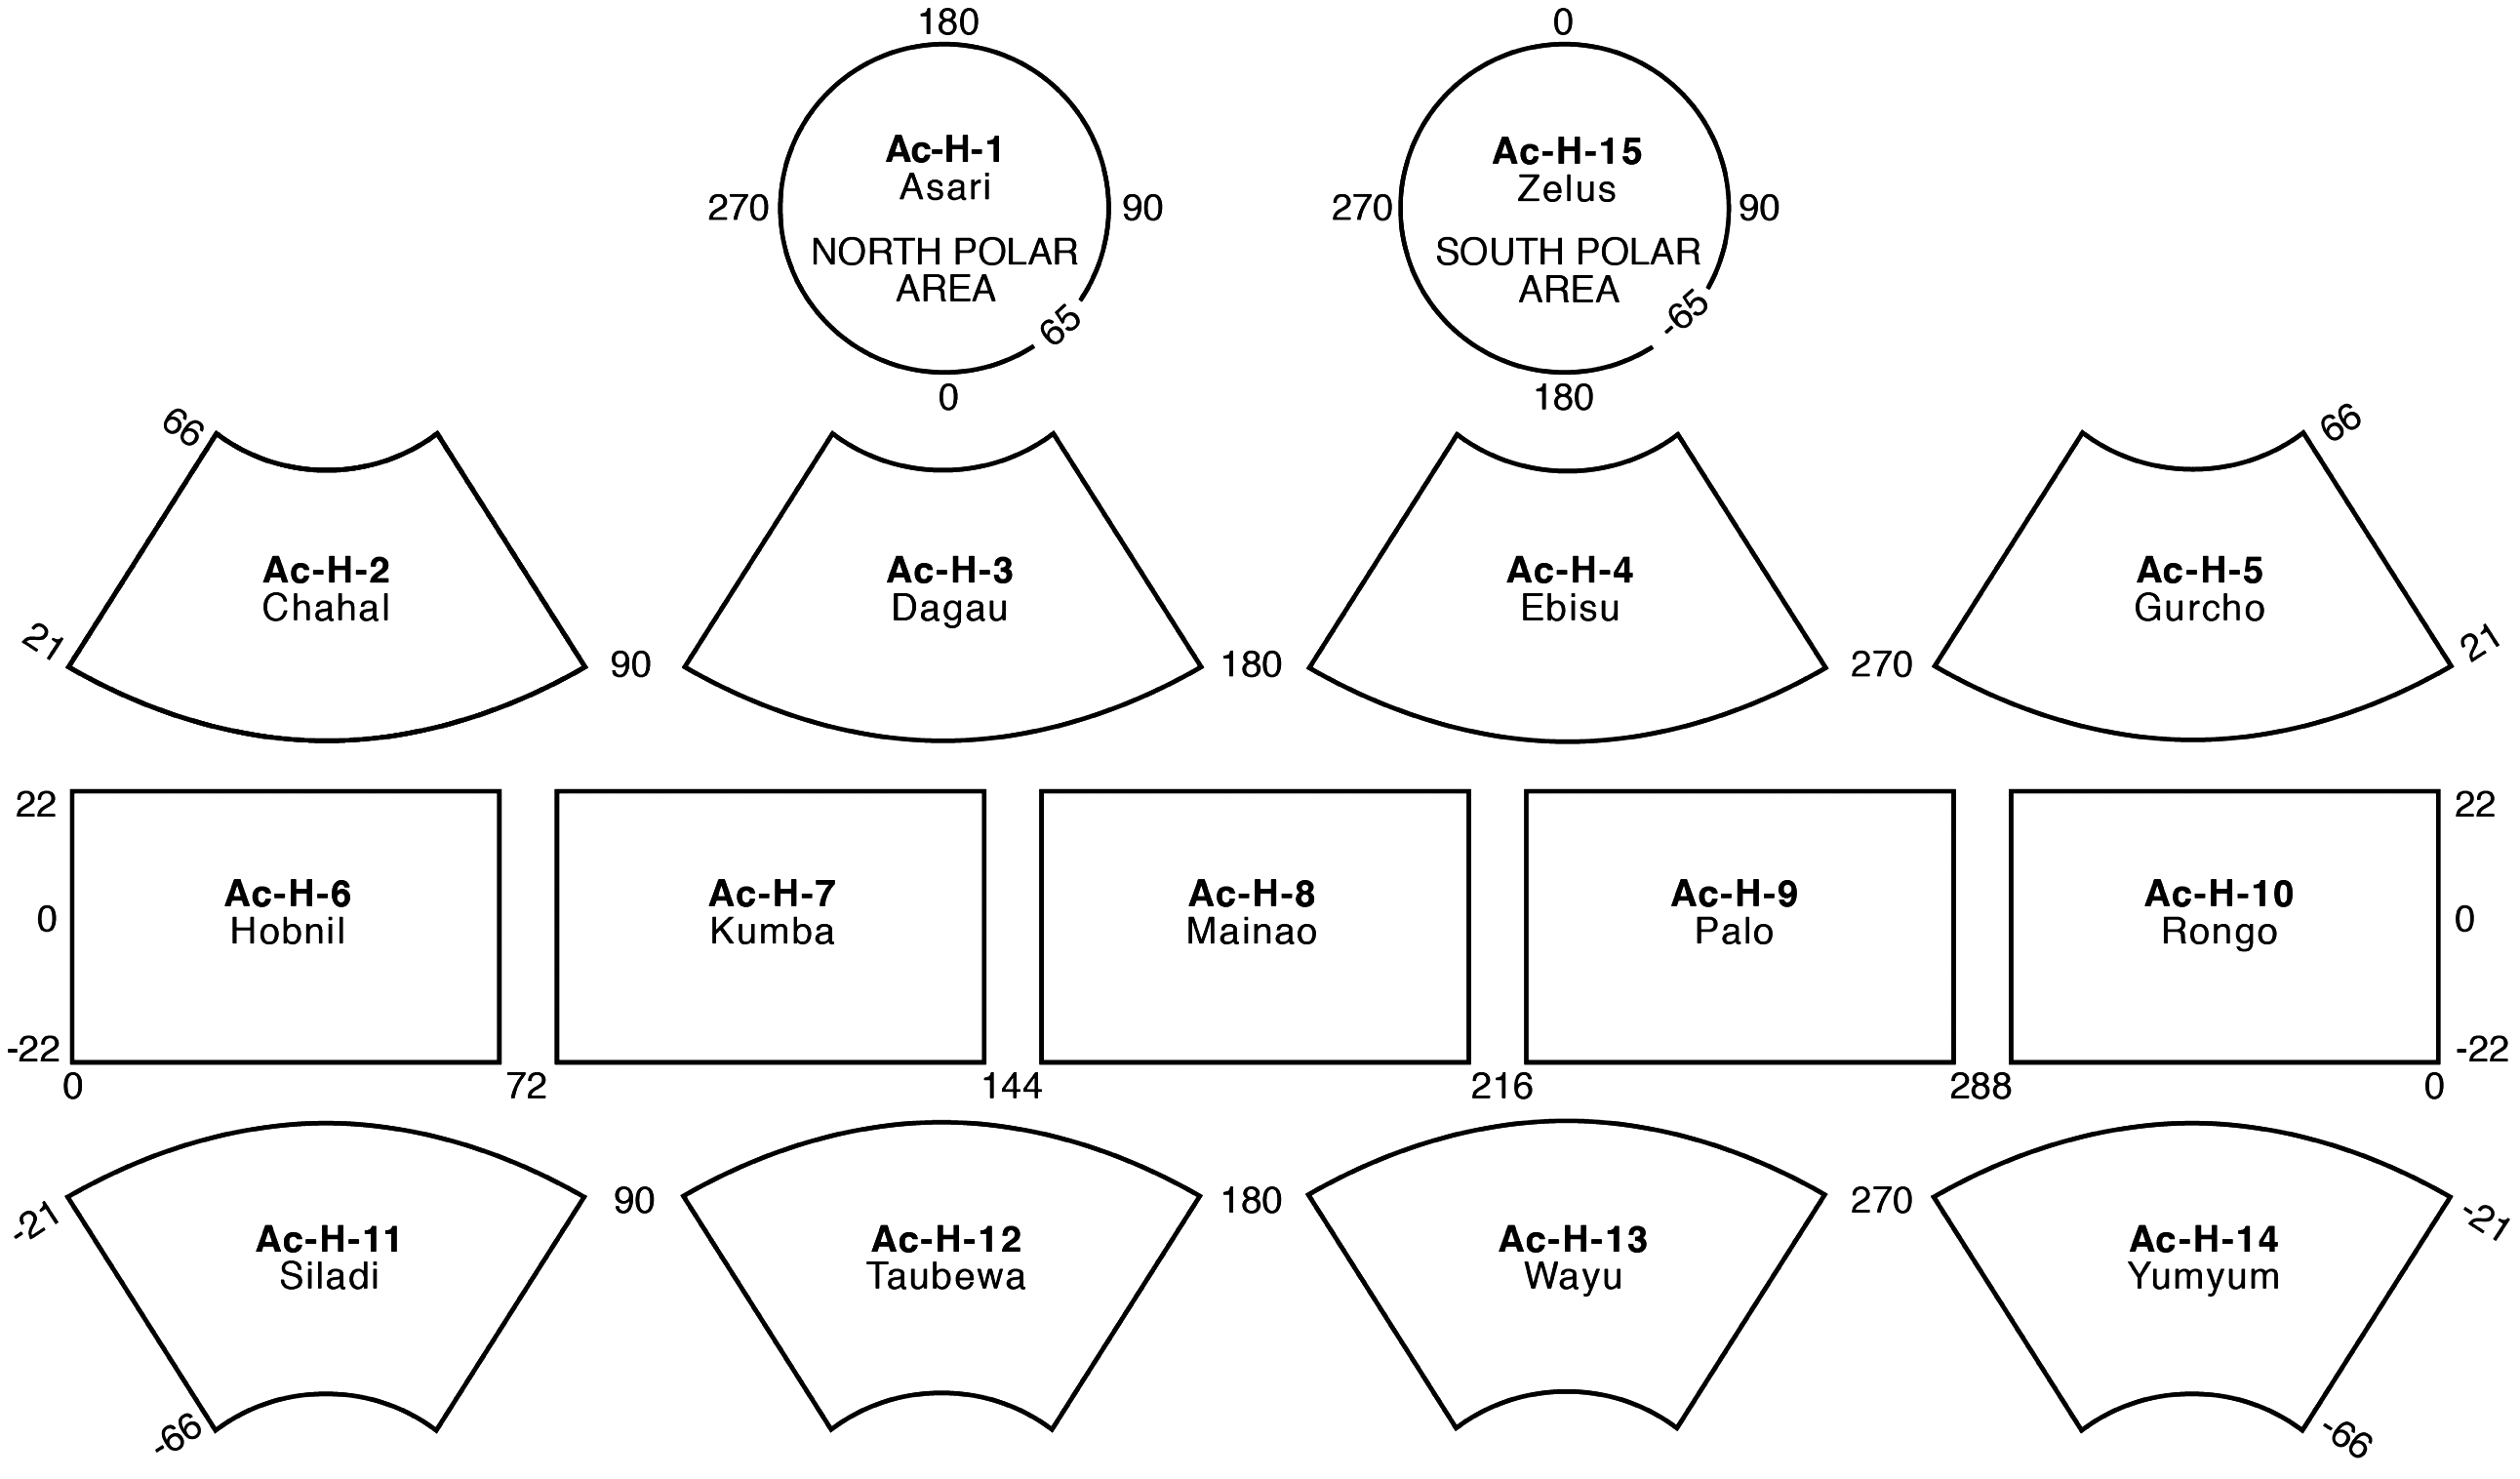 180
0
Ac-H-1
Asari
Ac-H-15
Zelus
270
90
270
90
NORTH POLAR
AREA
SOUTH POLAR
AREA
65
-65
0
180
66
66
Ac-H-2
Chahal
Ac-H-3
Dagau
Ac-H-4
Ebisu
Ac-H-5
Gurcho
21
90
180
270
21
22
22
Ac-H-6
Hobnil
Ac-H-7
Kumba
Ac-H-8
Mainao
Ac-H-9
Palo
Ac-H-10
Rongo
0
0
-22
-22
0
72
144
216
288
0
-21
90
180
270
-21
Ac-H-11
Siladi
Ac-H-12
Taubewa
Ac-H-13
Wayu
Ac-H-14
Yumyum
-66
-66